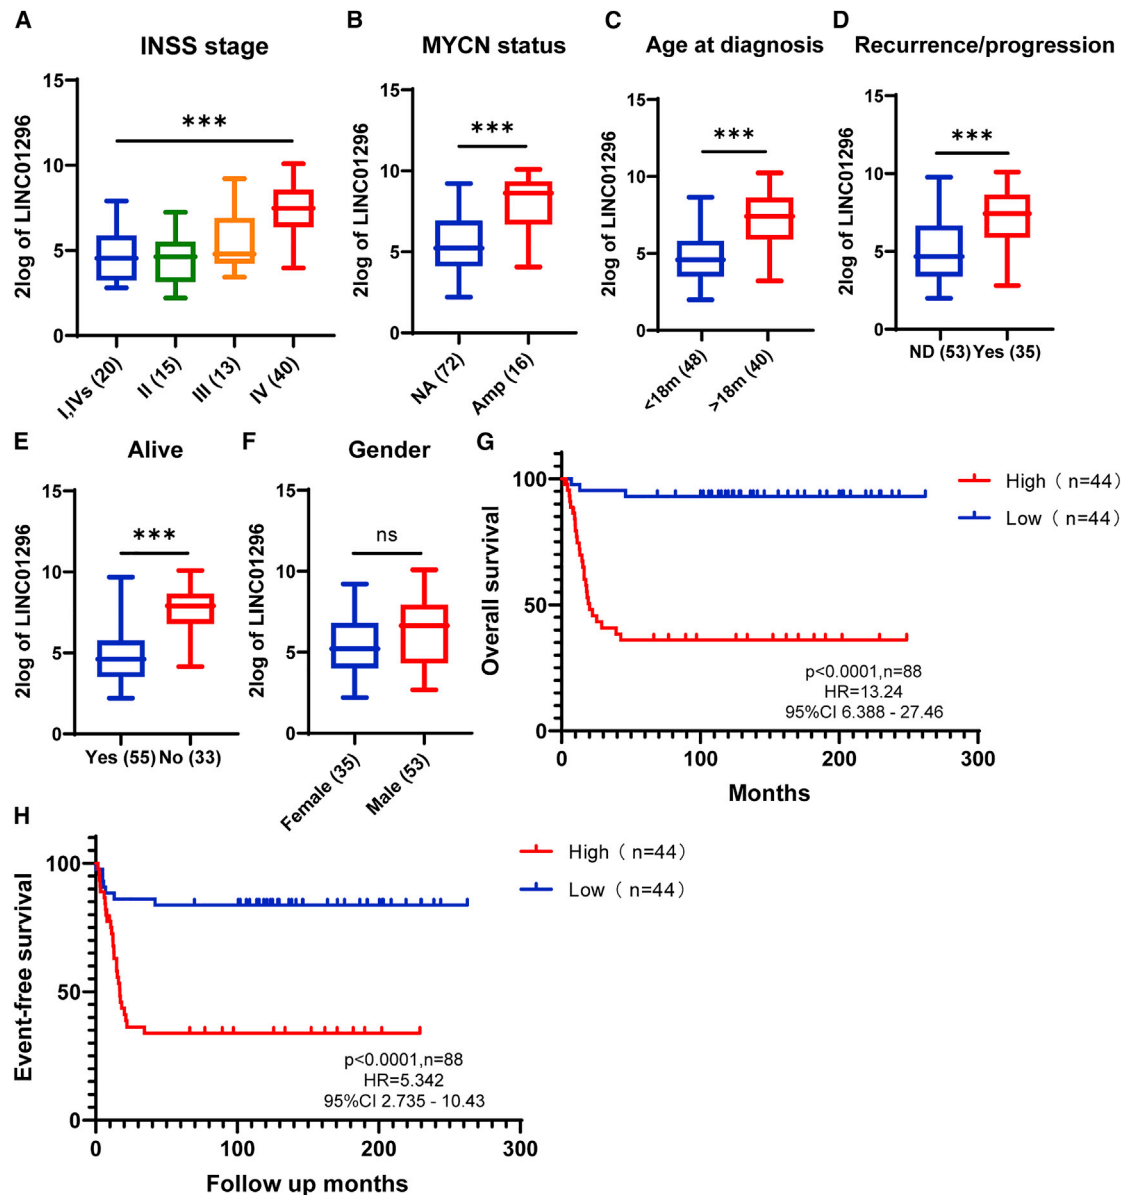 A
INSS stage
2log of LINC01296
15
10
5
0
***
I,IVs (20)
II (15)
III (13)
IV (40)
B
MYCN status
2log of LINC01296
15
10
5
0
***
NA (72)
Amp (16)
C
Age at diagnosis
2log of LINC01296
15
10
5
0
***
<18m (48)
>18m (40)
D
Recurrence/progression
2log of LINC01296
15
10
5
0
***
ND (53)
Yes (35)
E
Alive
2log of LINC01296
15
10
5
0
***
Yes (55)
No (33)
F
Gender
2log of LINC01296
15
10
5
0
ns
Female (35)
Male (53)
G
Overall survival
100
50
0
0
100
200
300
Months
High ( n=44)
Low ( n=44)
p<0.0001,n=88
HR=13.24
95%CI 6.388 - 27.46
H
Event-free survival
100
50
0
0
100
200
300
Follow up months
High ( n=44)
Low ( n=44)
p<0.0001,n=88
HR=5.342
95%CI 2.735 - 10.43